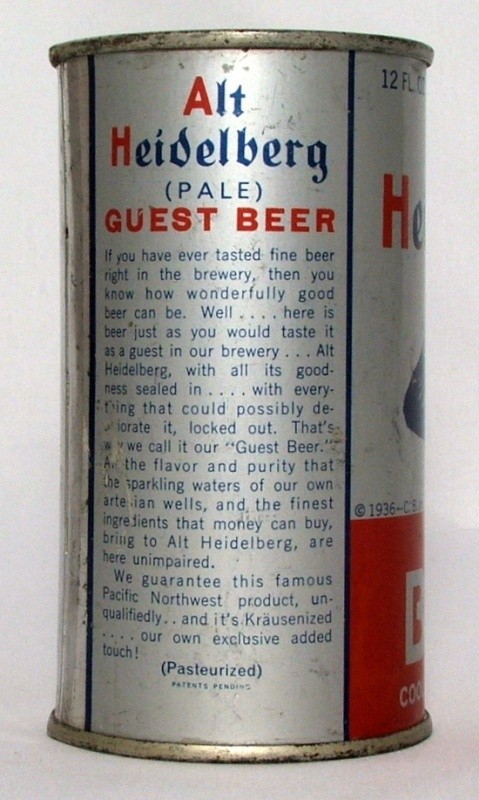 Alt
Heidelberg
(PALE)
GUEST BEER
If you have ever tasted fine beer
right in the brewery, then you
know how wonderfully good
beer can be. Well .... here is
beer just as you would taste it
as a guest in our brewery ... Alt
Heidelberg, with all its good-
ness sealed in .... with every-
thing that could possibly de-
iorate it, locked out. That's
we call it our "Guest Beer."
the flavor and purity that
the sparkling waters of our own
artesian wells, and the finest
ingredients that money can buy,
bring to Alt Heidelberg, are
here unimpaired.
We guarantee this famous
Pacific Northwest product, un-
qualifiedly.. and it's Kräusenized
.... our own exclusive added
touch!
(Pasteurized)
PATENTS PENDING
12 FL. OZ
He
© 1936-C.
B
COO